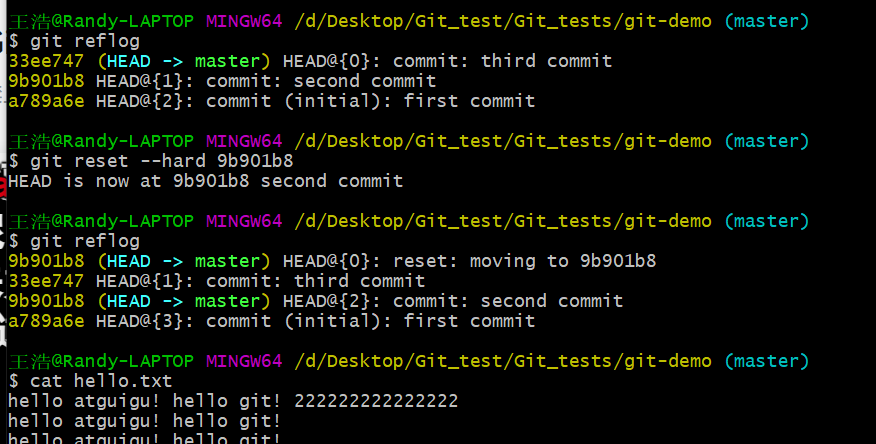 王浩@Randy-LAPTOP MINGW64 /d/Desktop/Git_test/Git_tests/git-demo (master)
$ git reflog
33ee747 (HEAD -> master) HEAD@{0}: commit: third commit
9b901b8 HEAD@{1}: commit: second commit
a789a6e HEAD@{2}: commit (initial): first commit
王浩@Randy-LAPTOP MINGW64 /d/Desktop/Git_test/Git_tests/git-demo (master)
$ git reset --hard 9b901b8
HEAD is now at 9b901b8 second commit
王浩@Randy-LAPTOP MINGW64 /d/Desktop/Git_test/Git_tests/git-demo (master)
$ git reflog
9b901b8 (HEAD -> master) HEAD@{0}: reset: moving to 9b901b8
33ee747 HEAD@{1}: commit: third commit
9b901b8 (HEAD -> master) HEAD@{2}: commit: second commit
a789a6e HEAD@{3}: commit (initial): first commit
王浩@Randy-LAPTOP MINGW64 /d/Desktop/Git_test/Git_tests/git-demo (master)
$ cat hello.txt
hello atguigu! hello git! 222222222222222
hello atguigu! hello git!
hello atguigu! hello git!